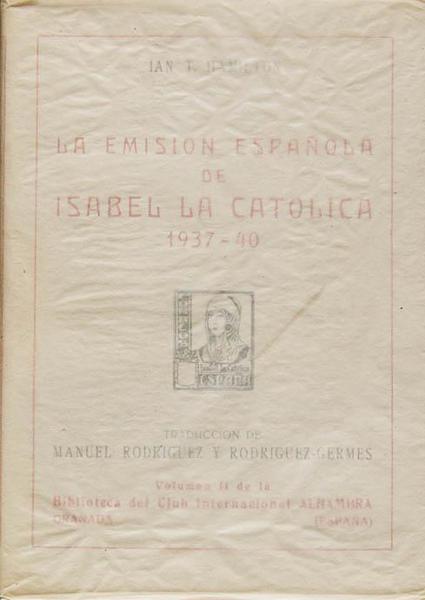 IAN T. HAMILTON
LA EMISION ESPAÑOLA
DE
ISABEL LA CATOLICA
1937-40
ESPAÑA
TRADUCCION DE
MANUEL RODRIGUEZ Y RODRIGUEZ-GERMES
Volumen II de la
Biblioteca del Club Internacional ALHAMBRA
GRANADA (ESPAÑA)